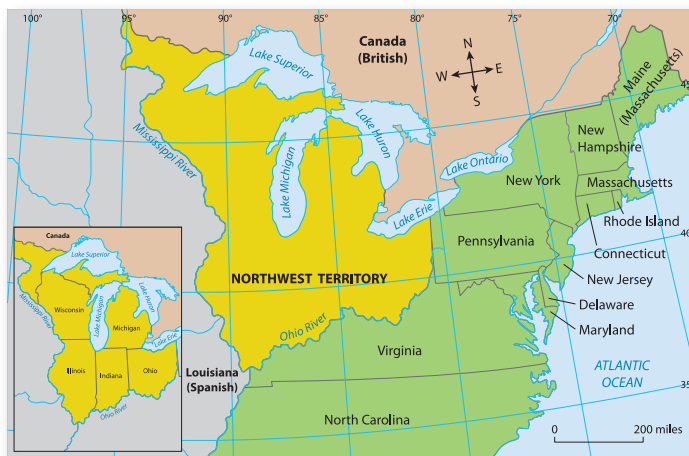 100°
95°
90°
85°
80°
75°
70°
Canada
(British)
N
W
E
S
Lake Superior
Maine
(Massachusetts)
45
Mississippi River
Lake Huron
Lake Michigan
New
Hampshire
Lake Ontario
New York
Massachusetts
Lake Erie
Rhode Island
Connecticut
40
Pennsylvania
NORTHWEST TERRITORY
New Jersey
Delaware
Maryland
Ohio River
Virginia
Louisiana
(Spanish)
ATLANTIC
OCEAN
35
North Carolina
0
200 miles
Canada
Lake Superior
Wisconsin
Mississippi River
Lake Michigan
Lake Huron
Michigan
Lake Erie
Illinois
Indiana
Ohio
Ohio River